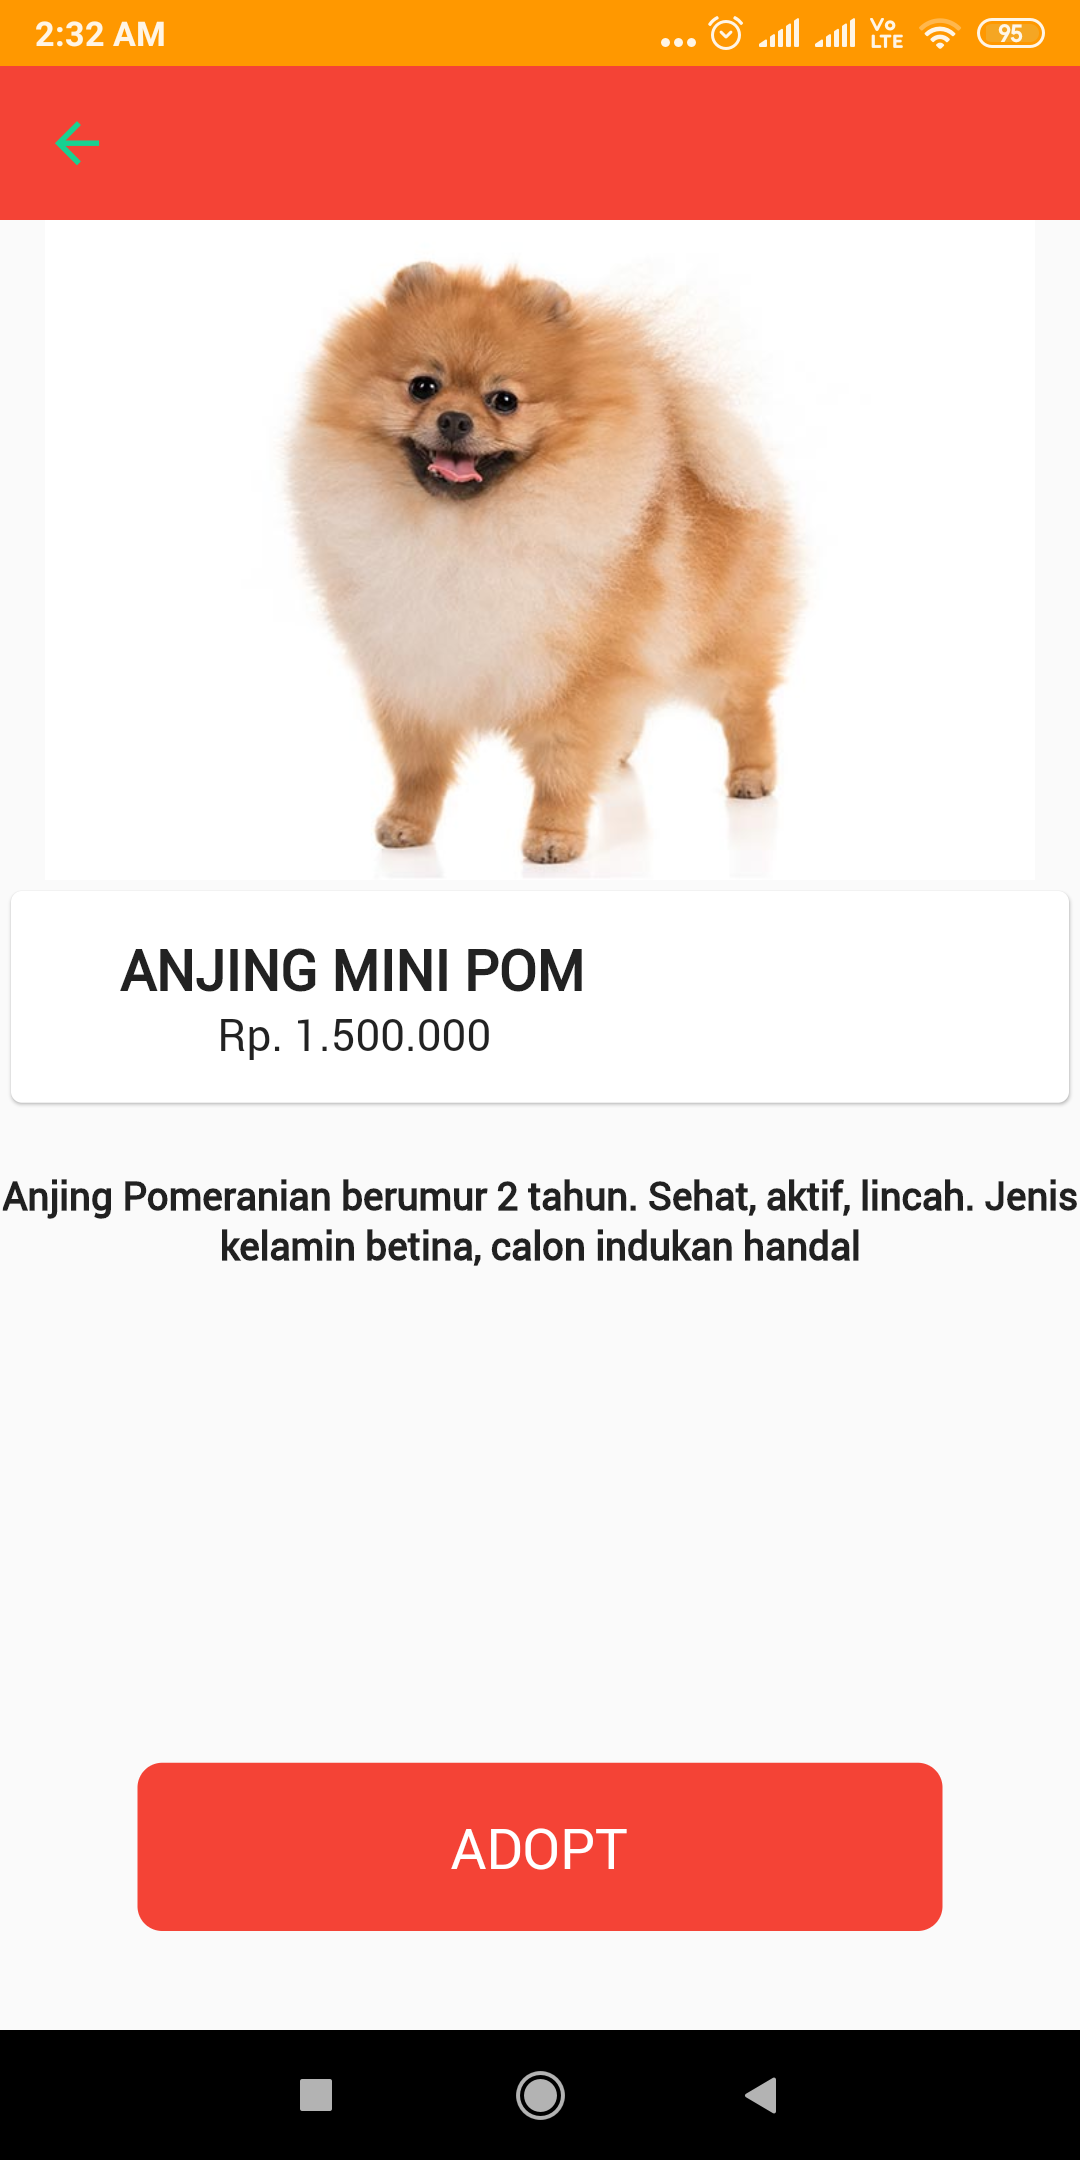 2:32 AM
Vo
LTE
95
ANJING MINI POM
Rp. 1.500.000
Anjing Pomeranian berumur 2 tahun. Sehat, aktif, lincah. Jenis
kelamin betina, calon indukan handal
ADOPT